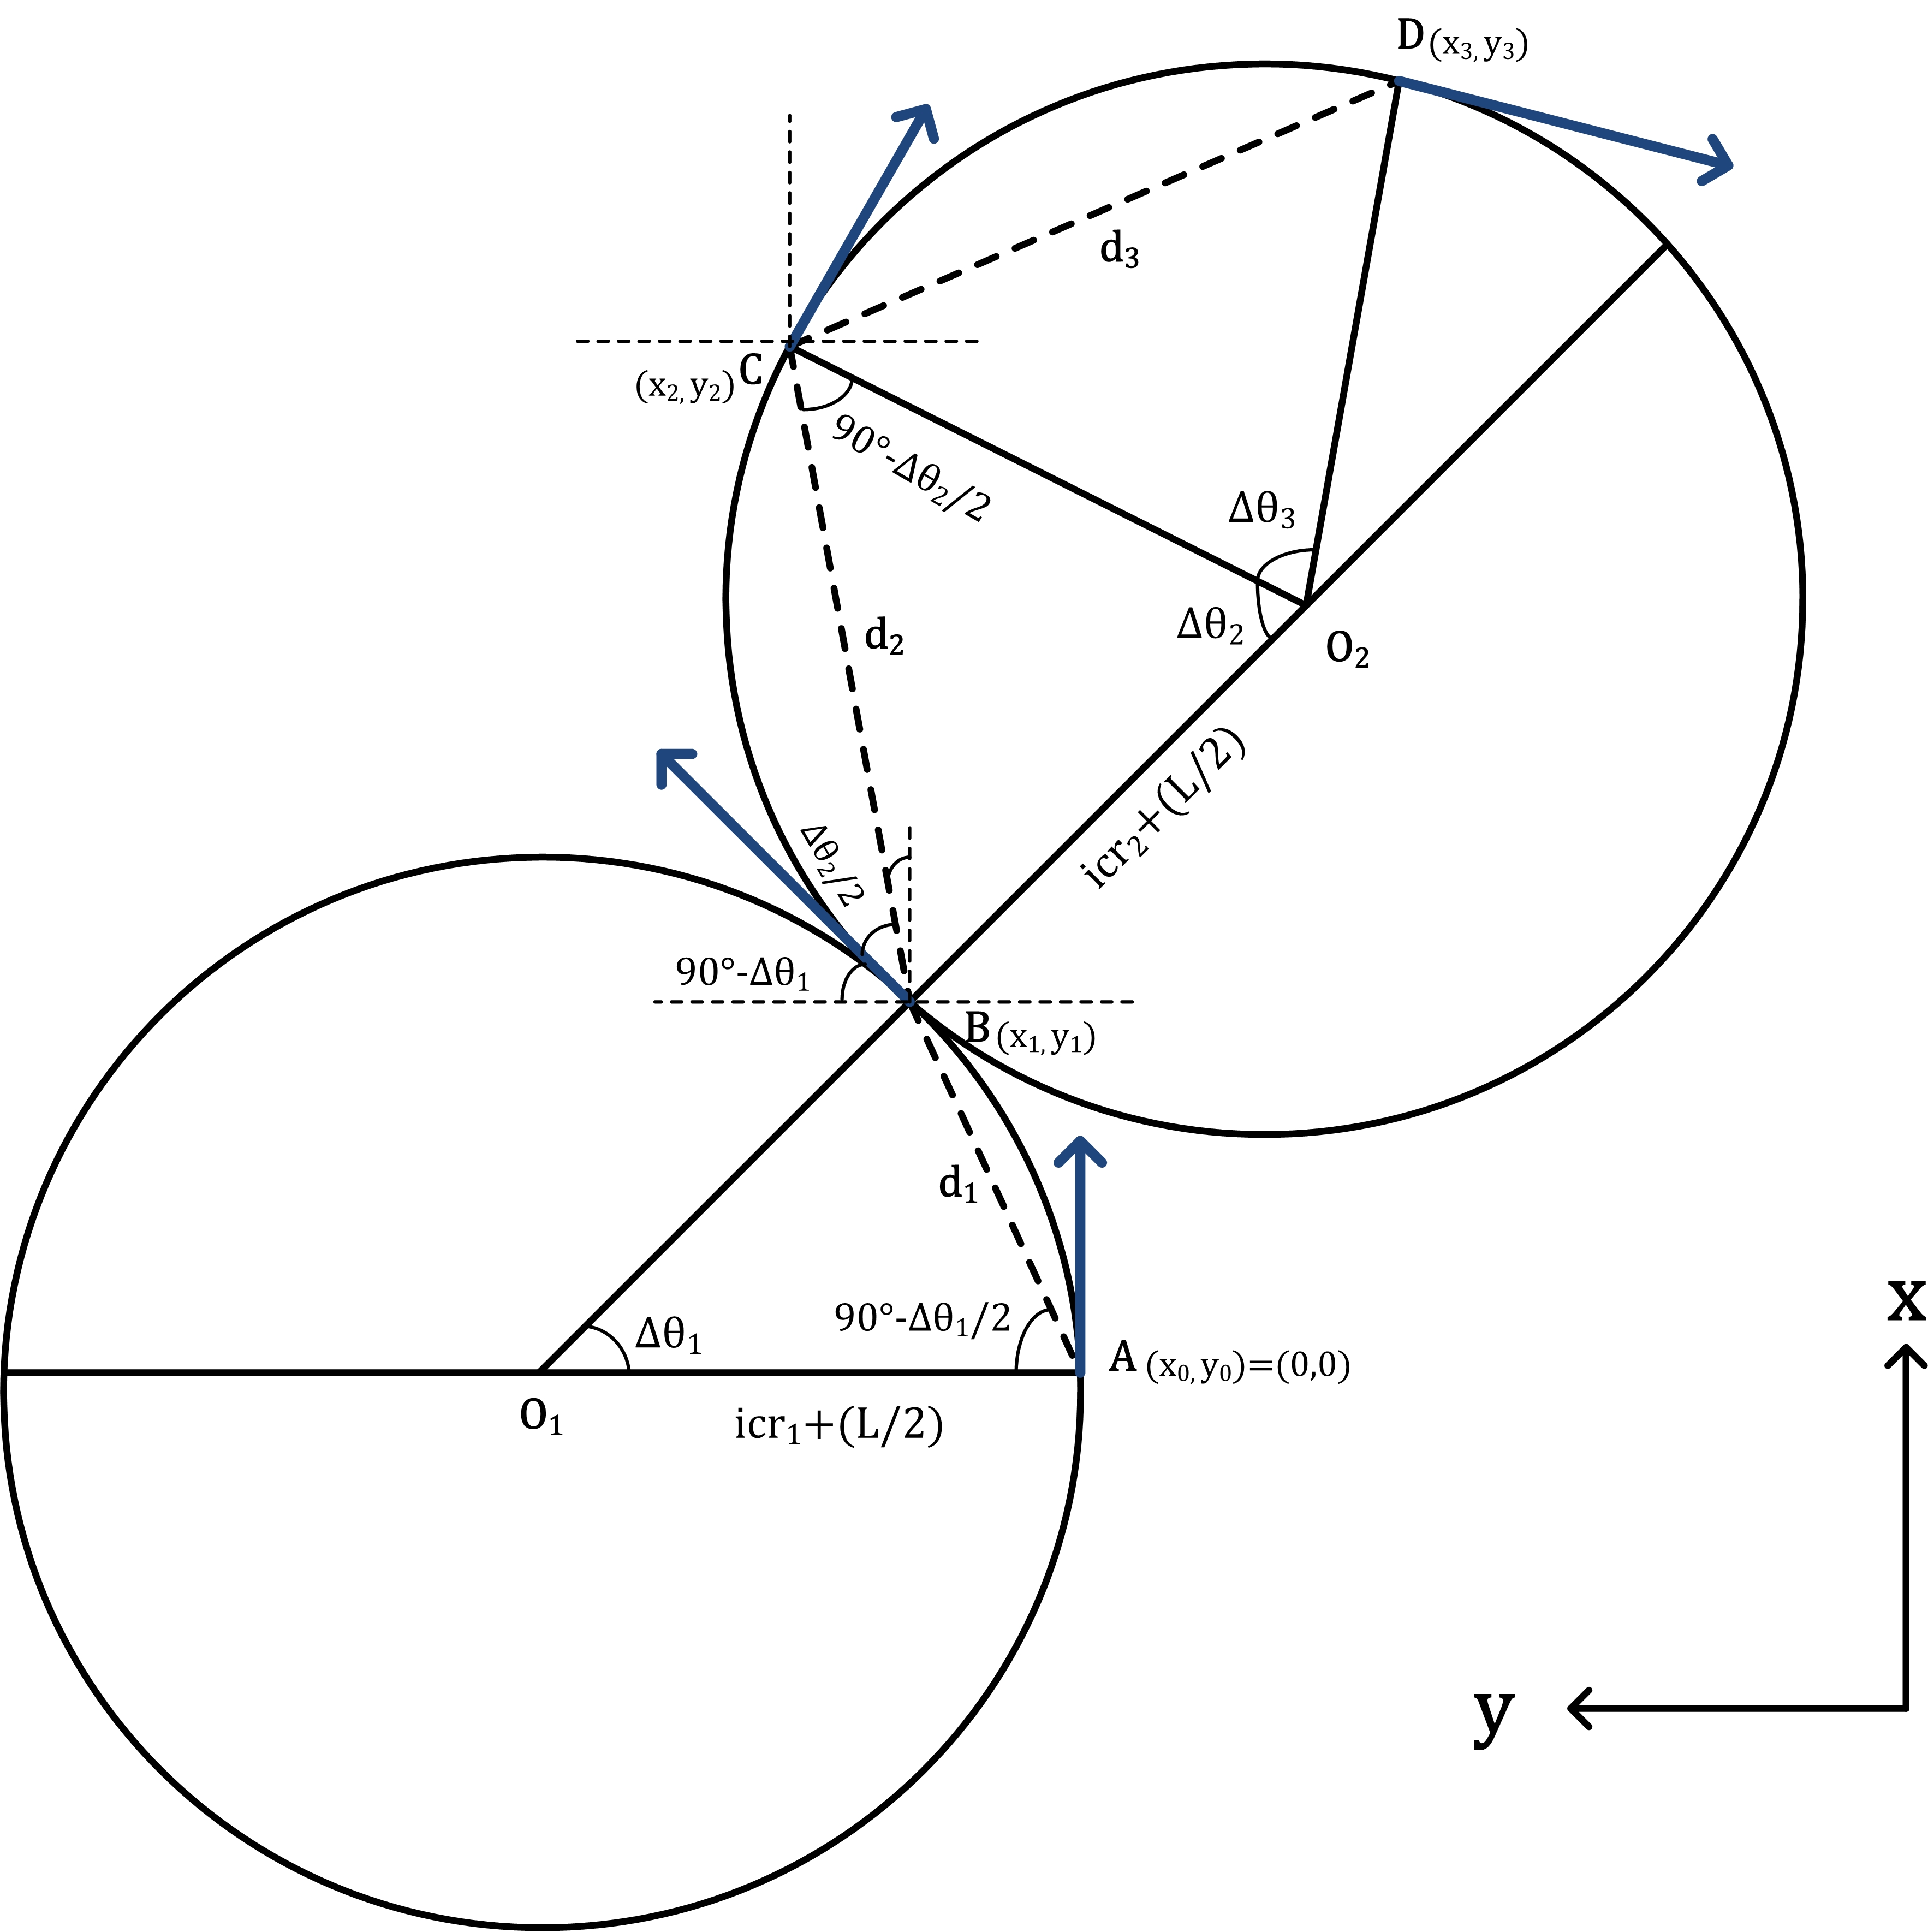 D (x₃, y₃)
d₃
C
(x₂, y₂)
90°-Δθ₂/2
Δθ₃
Δθ₂
O₂
d₂
icr₂+(L/2)
Δθ₂/2
90°-Δθ₁
B (x₁, y₁)
d₁
90°-Δθ₁/2
Δθ₁
A (x₀, y₀)=(0,0)
O₁
icr₁+(L/2)
x
y